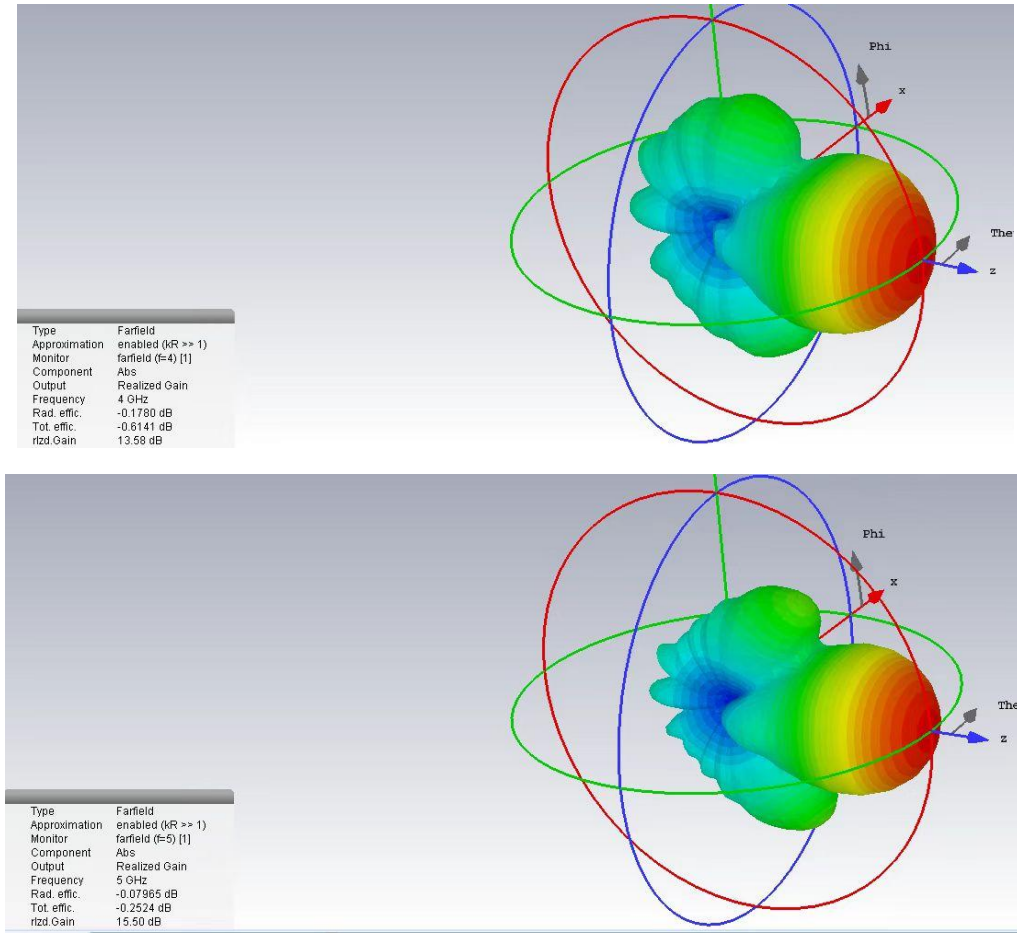 Phi
x
The
z
Type Farfield
Approximation enabled (kR >> 1)
Monitor farfield (f=4) [1]
Component Abs
Output Realized Gain
Frequency 4 GHz
Rad. effic. -0.1780 dB
Tot. effic. -0.6141 dB
rlzd.Gain 13.58 dB
Phi
x
The
z
Type Farfield
Approximation enabled (kR >> 1)
Monitor farfield (f=5) [1]
Component Abs
Output Realized Gain
Frequency 5 GHz
Rad. effic. -0.07965 dB
Tot. effic. -0.2524 dB
rlzd.Gain 15.50 dB